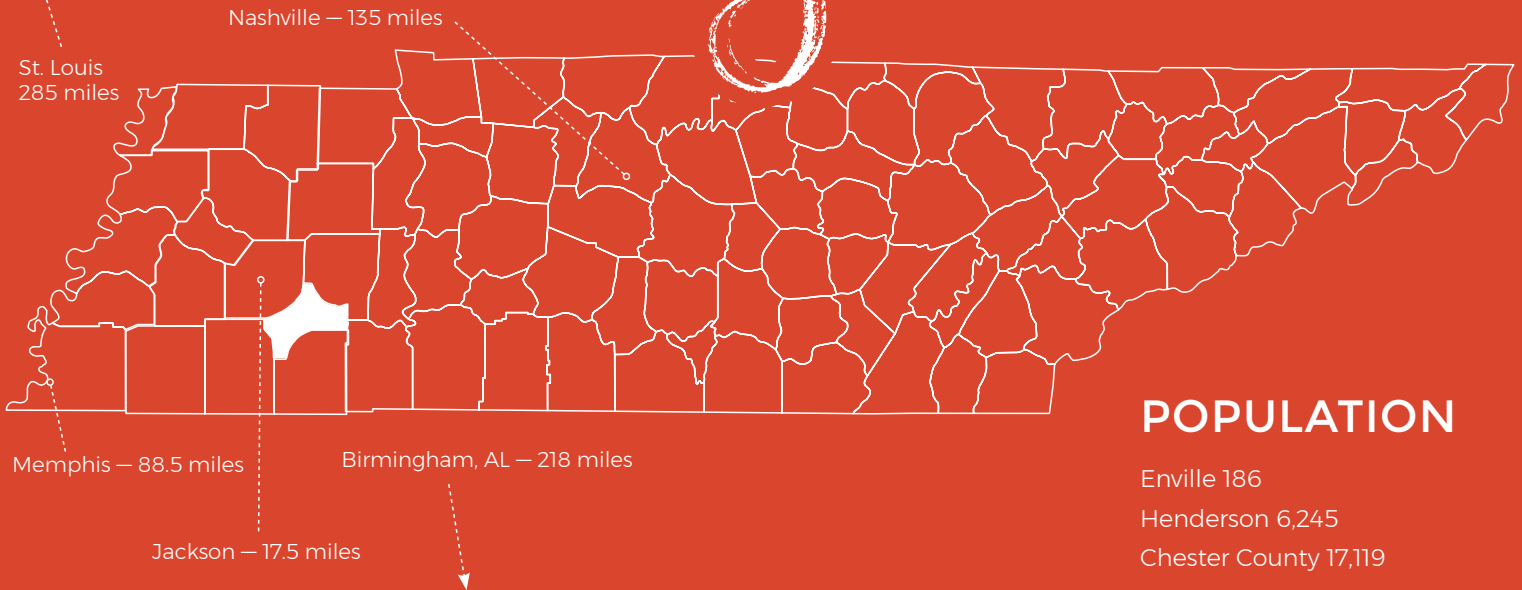 Nashville — 135 miles
St. Louis
285 miles
Memphis — 88.5 miles
Birmingham, AL — 218 miles
Jackson — 17.5 miles
POPULATION
Enville 186
Henderson 6,245
Chester County 17,119